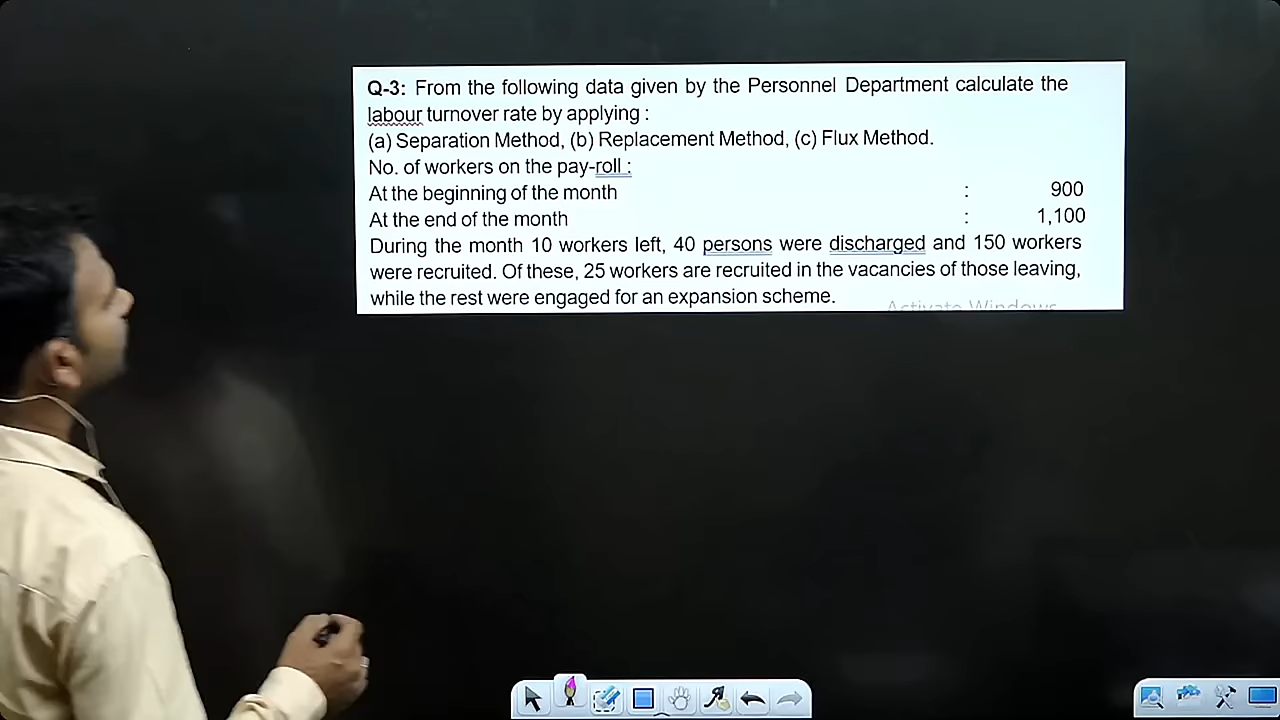 Q-3: From the following data given by the Personnel Department calculate the
labour turnover rate by applying :
(a) Separation Method, (b) Replacement Method, (c) Flux Method.
No. of workers on the pay-roll :
At the beginning of the month : 900
At the end of the month : 1,100
During the month 10 workers left, 40 persons were discharged and 150 workers
were recruited. Of these, 25 workers are recruited in the vacancies of those leaving,
while the rest were engaged for an expansion scheme.
Activate Windows